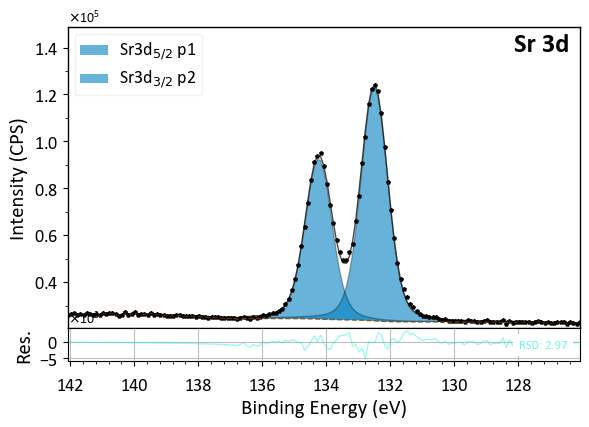 ×10⁵
Sr 3d
Sr3d5/2 p1
Sr3d3/2 p2
Intensity (CPS)
1.4
1.2
1.0
0.8
0.6
0.4
Res.
0
−5
RSD: 2.97
142 140 138 136 134 132 130 128
Binding Energy (eV)